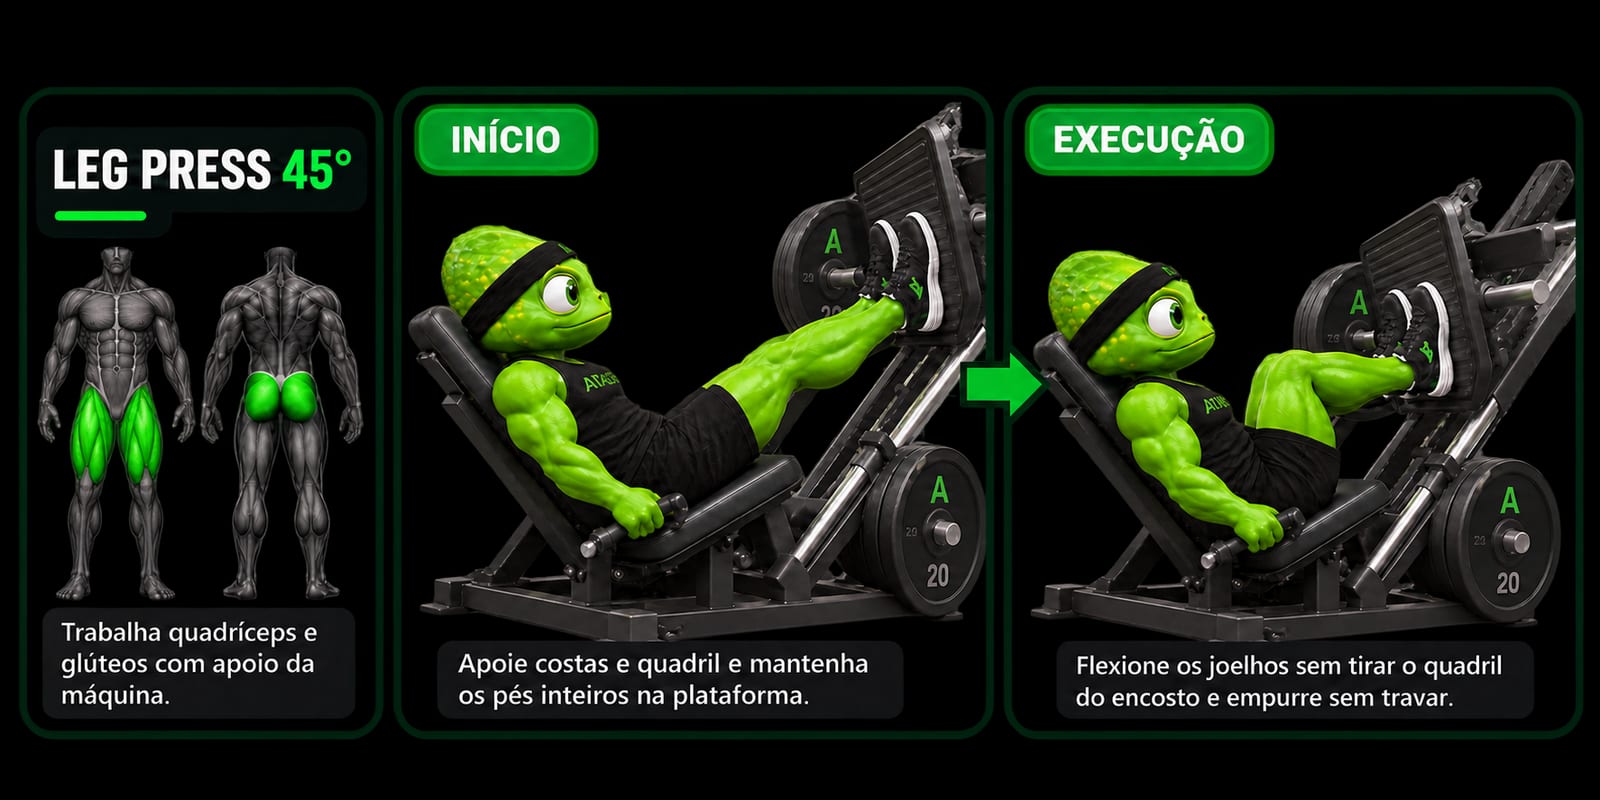 LEG PRESS 45°
Trabalha quadríceps e
glúteos com apoio da
máquina.
INÍCIO
A
20
A
20
20
Apoie costas e quadril e mantenha
os pés inteiros na plataforma.
EXECUÇÃO
A
A
20
Flexione os joelhos sem tirar o quadril
do encosto e empurre sem travar.